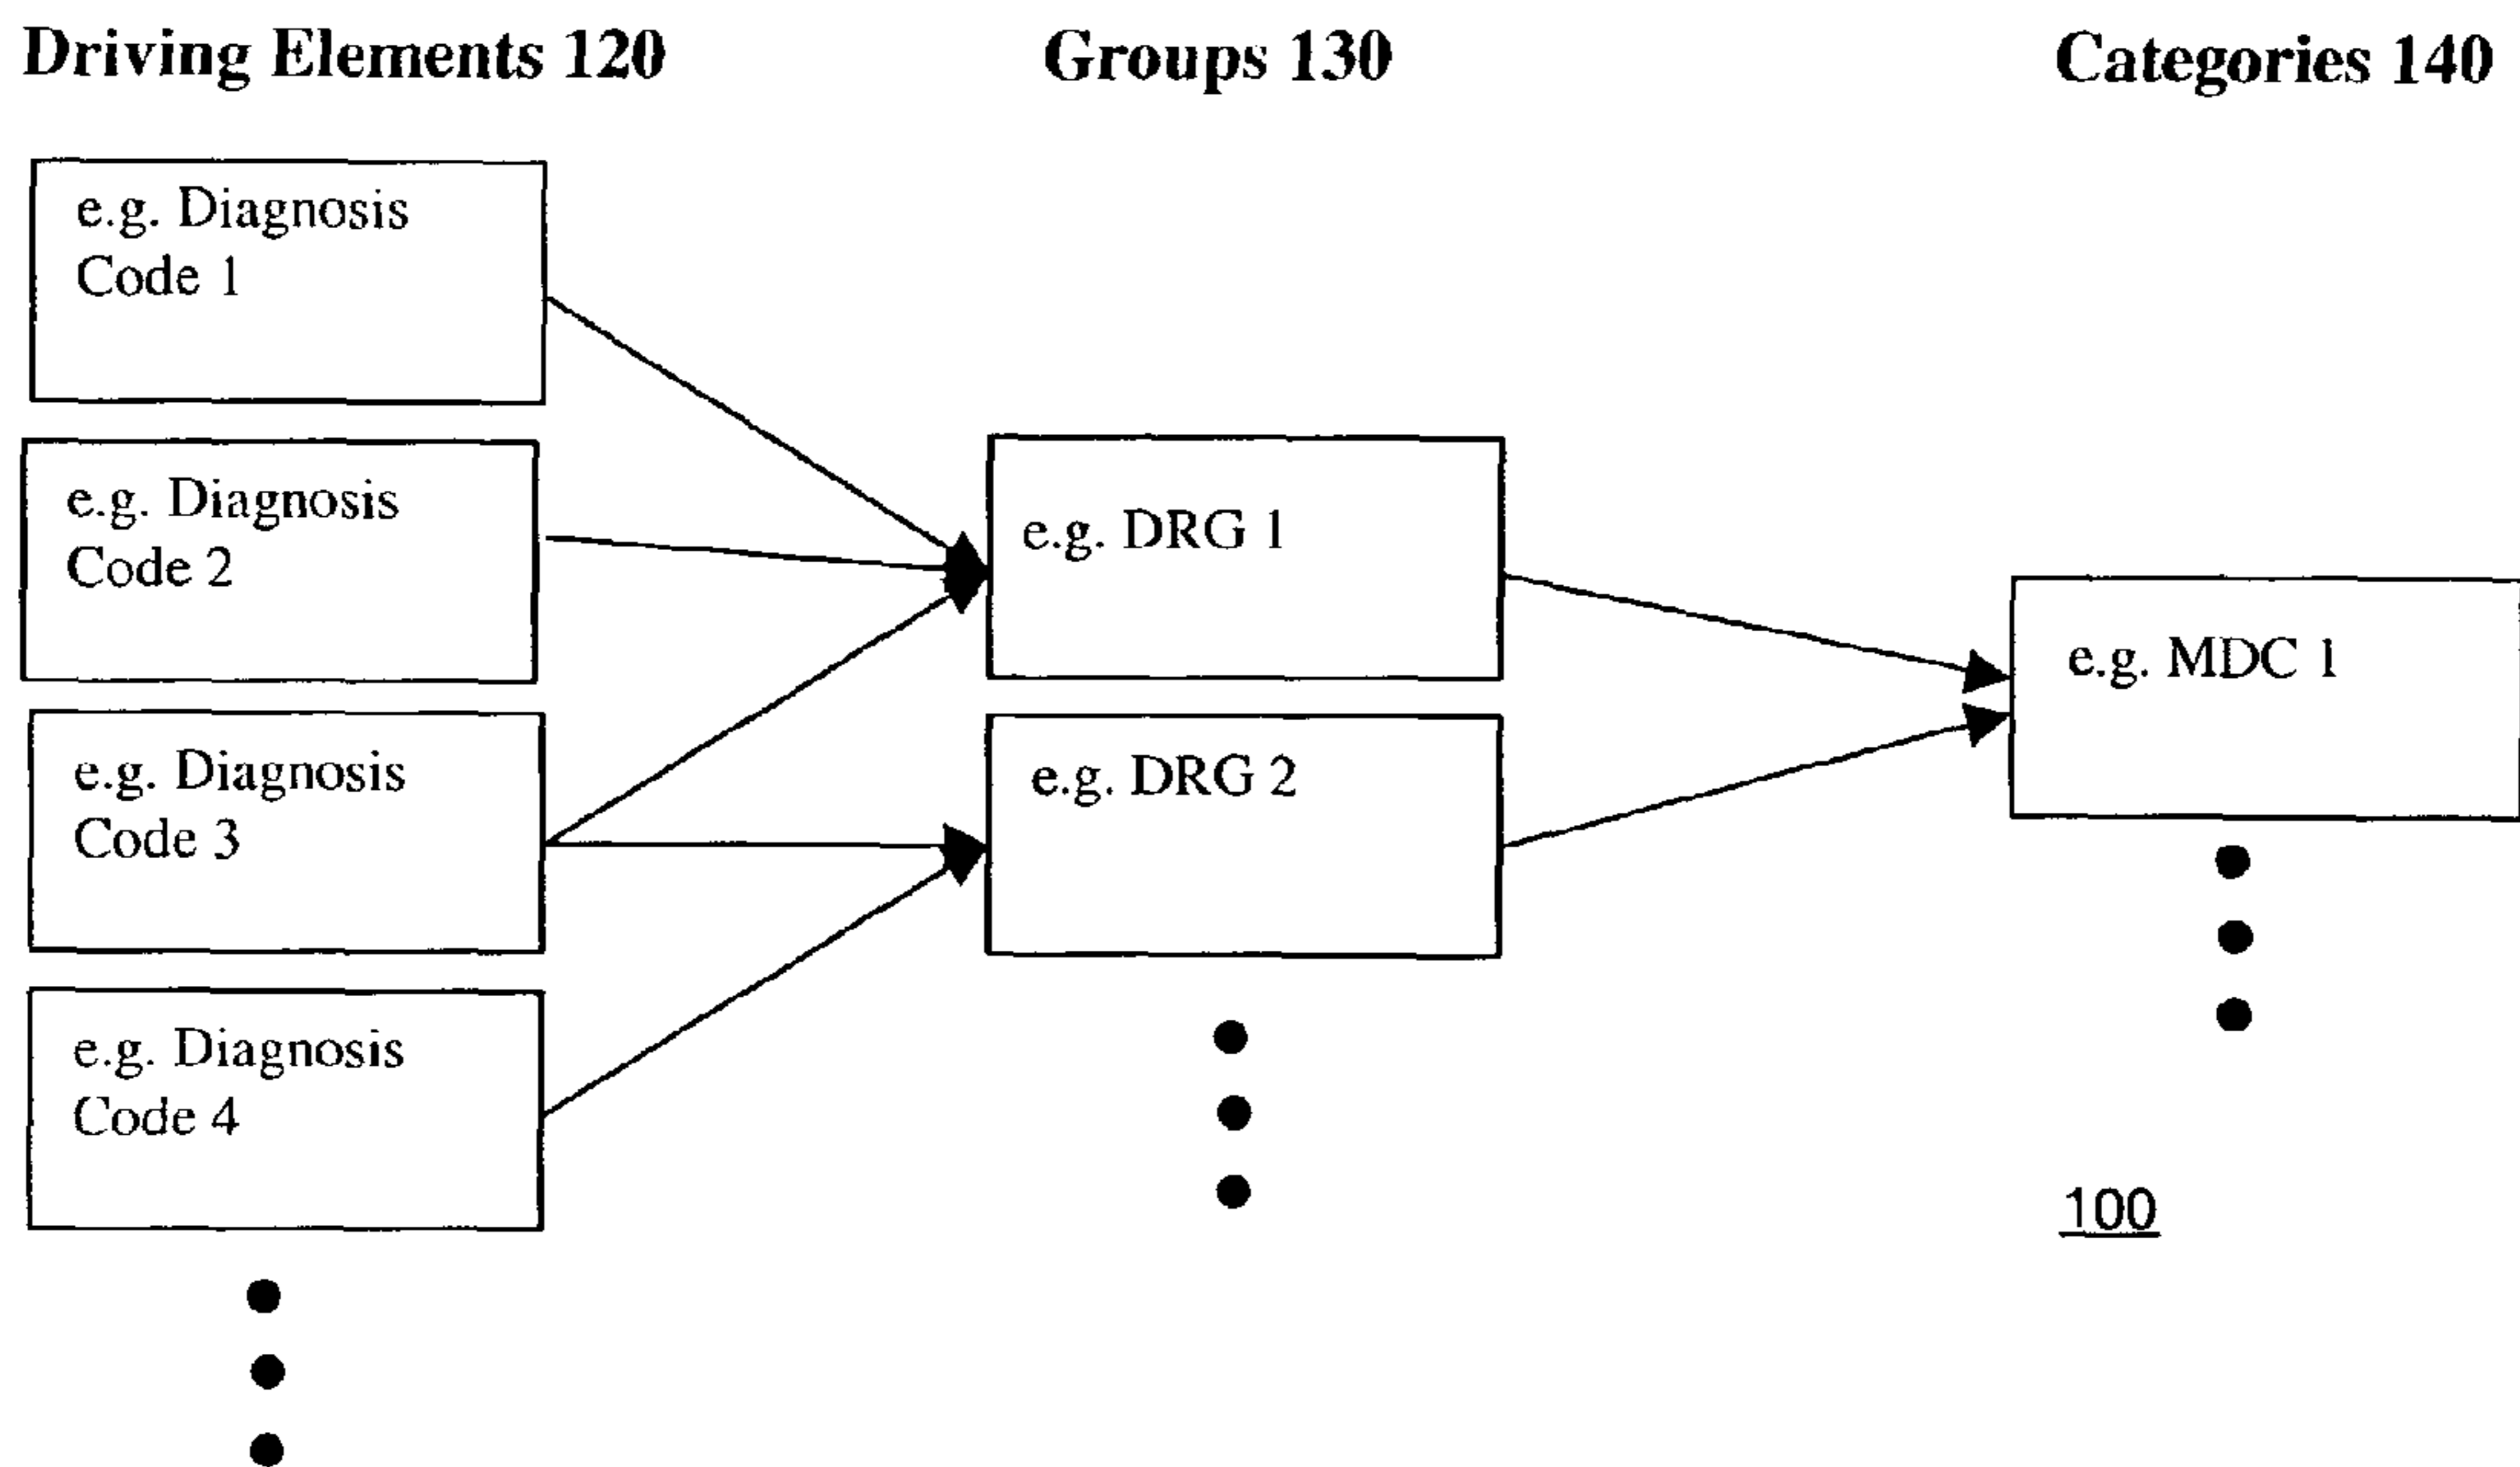 Driving Elements 120
Groups 130
Categories 140
e.g. Diagnosis
Code 1
e.g. Diagnosis
Code 2
e.g. Diagnosis
Code 3
e.g. Diagnosis
Code 4
e.g. DRG 1
e.g. DRG 2
e.g. MDC 1
100